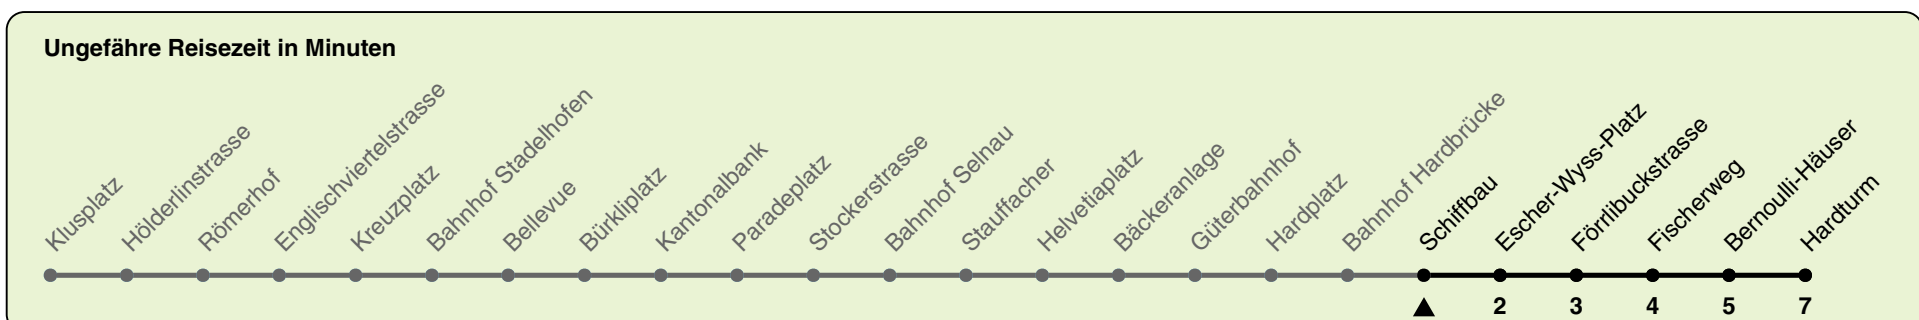 Ungefähre Reisezeit in Minuten
Klusplatz
Hölderlinstrasse
Römerhof
Englischviertelstrasse
Kreuzplatz
Bahnhof Stadelhofen
Bellevue
Bürkliplatz
Kantonalbank
Paradeplatz
Stockerstrasse
Bahnhof Selnau
Stauffacher
Helvetiaplatz
Bäckeranlage
Güterbahnhof
Hardplatz
Bahnhof Hardbrücke
Schiffbau
Escher-Wyss-Platz
Förrlibuckstrasse
Fischerweg
Bernoulli-Häuser
Hardturm
2 3 4 5 7